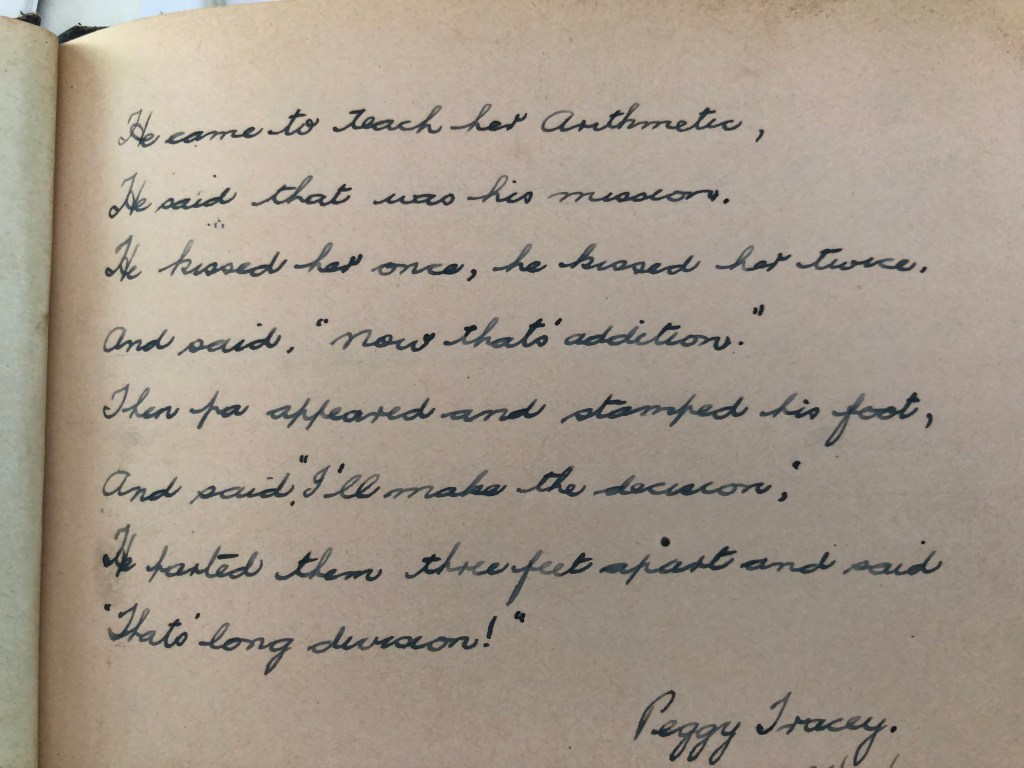 He came to teach her Arithmetic,
He said that was his mission.
He kissed her once, he kissed her twice.
And said, "Now that's addition."
Then pa appeared and stamped his foot,
And said, "I'll make the decision,"
He parted them three feet apart and said
"That's long division!"
Peggy Tracey.